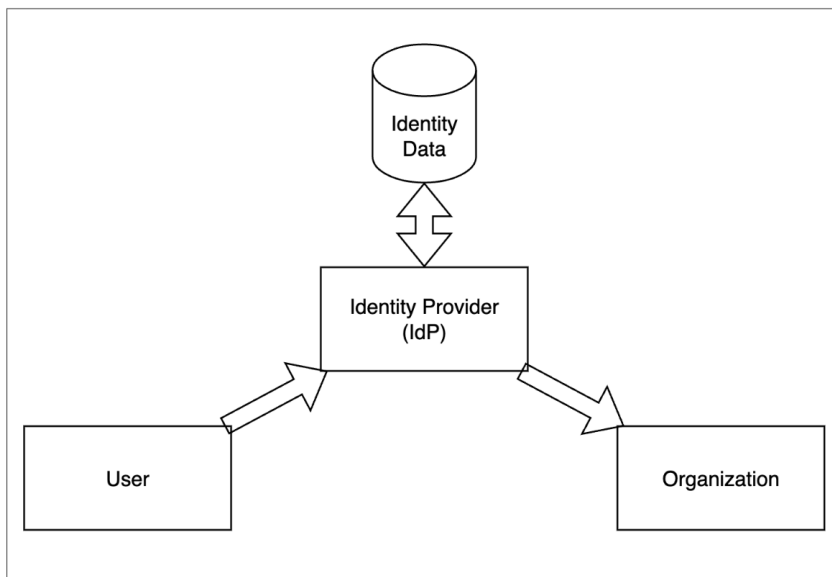 Identity
Data
Identity Provider
(IdP)
User
Organization